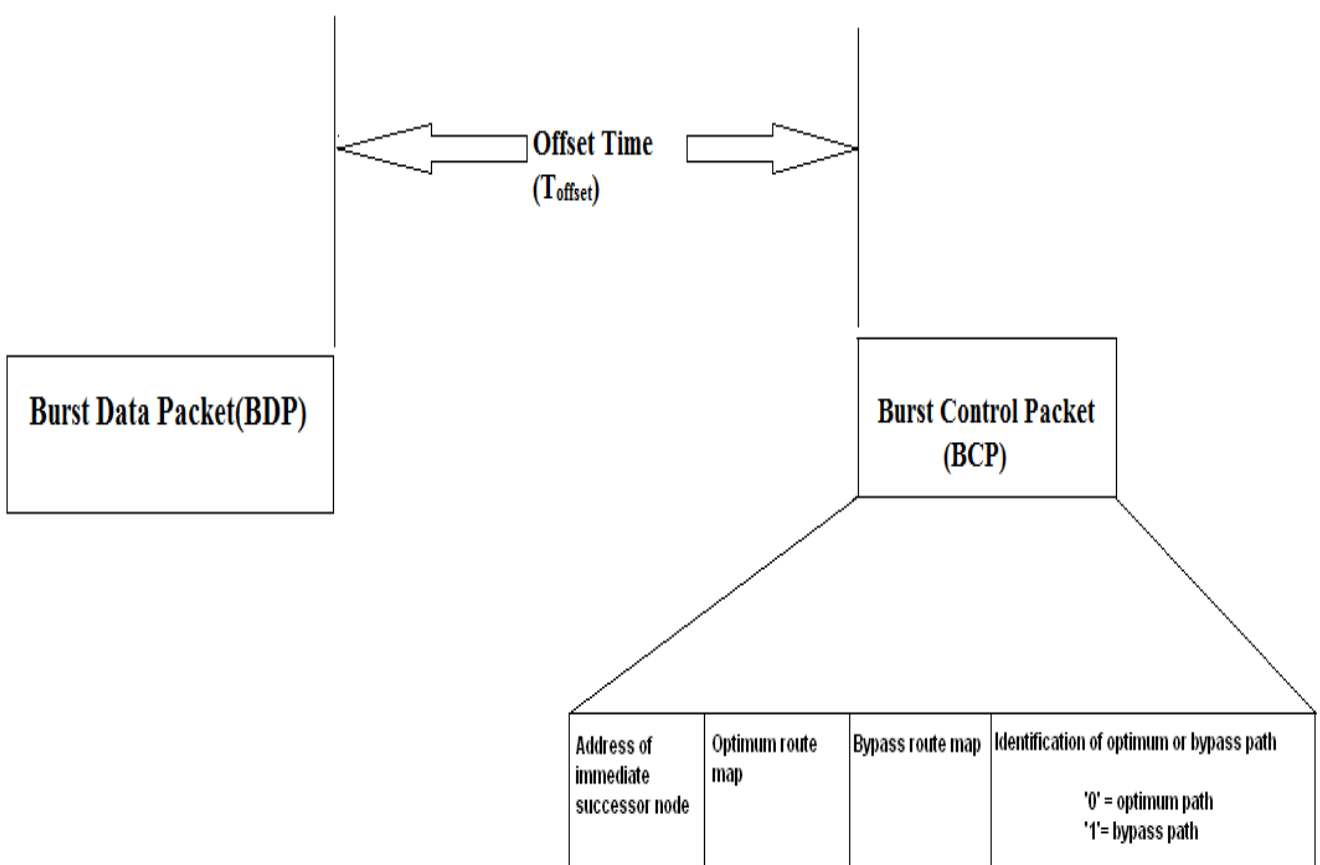 Offset Time
(Toffset)
Burst Data Packet(BDP)
Burst Control Packet
(BCP)
Address of
immediate
successor node
Optimum route
map
Bypass route map
Identification of optimum or bypass path
'0' = optimum path
'1'= bypass path